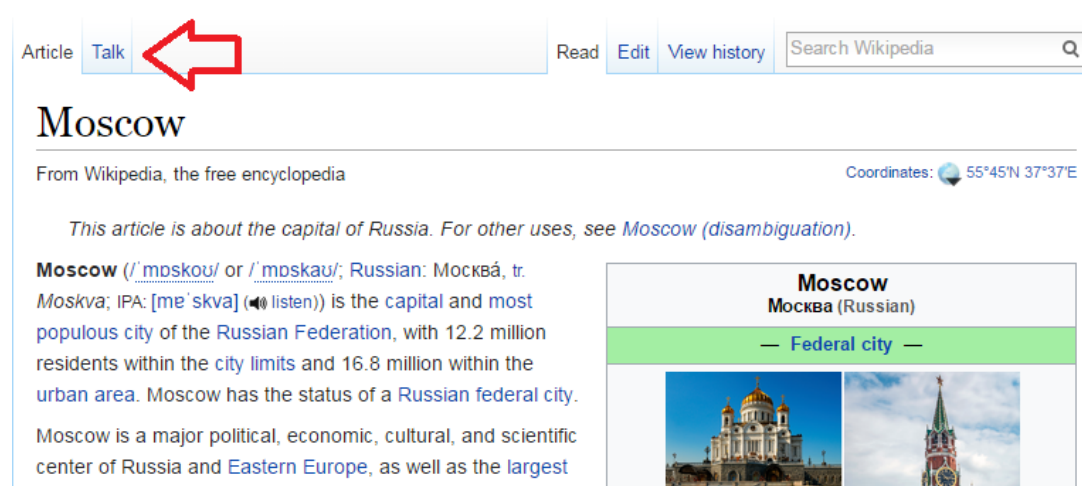 Article Talk Read Edit View history Search Wikipedia
Moscow
From Wikipedia, the free encyclopedia Coordinates: 55°45'N 37°37'E
This article is about the capital of Russia. For other uses, see Moscow (disambiguation).
Moscow (/ˈmɒskoʊ/ or /ˈmɒskaʊ/; Russian: Москва́, tr.
Moskva; IPA: [mɐˈskva] (listen)) is the capital and most
populous city of the Russian Federation, with 12.2 million
residents within the city limits and 16.8 million within the
urban area. Moscow has the status of a Russian federal city.
Moscow is a major political, economic, cultural, and scientific
center of Russia and Eastern Europe, as well as the largest
Moscow
Москва (Russian)
— Federal city —